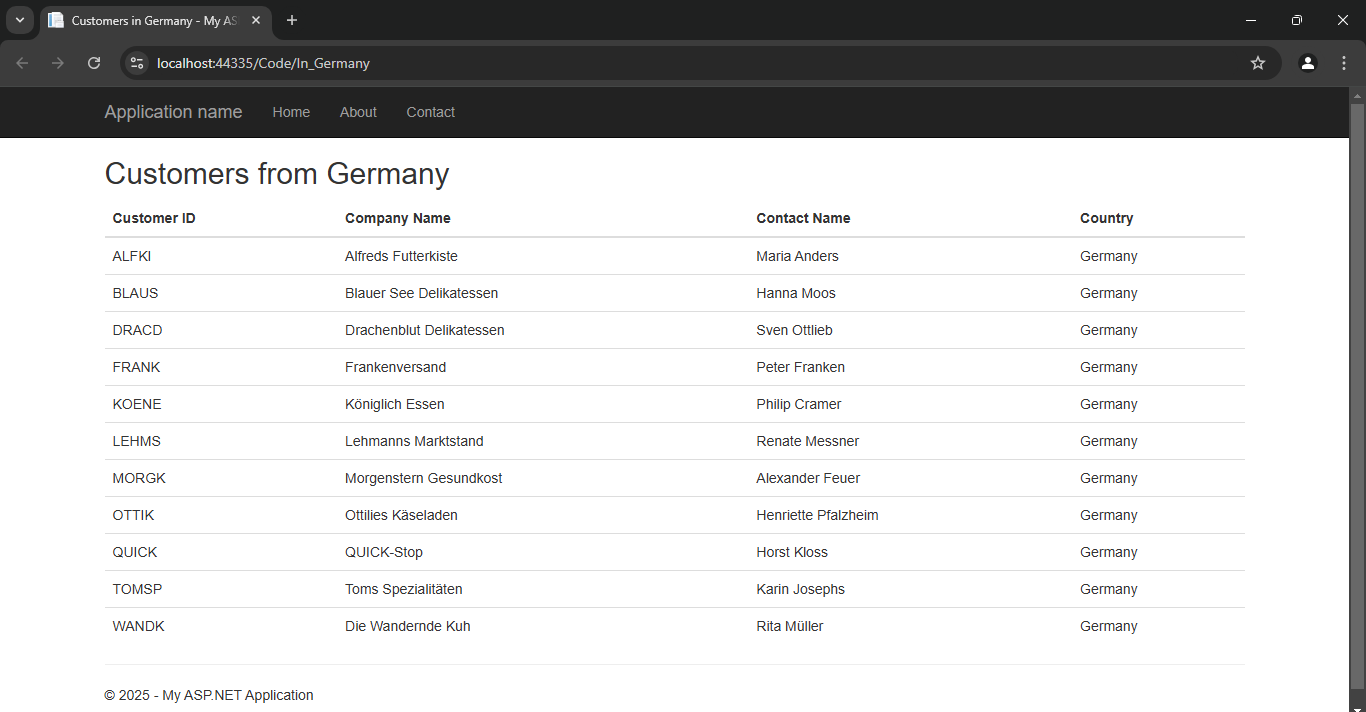 Customers in Germany - My AS
localhost:44335/Code/In_Germany
Application name Home About Contact
Customers from Germany
Customer ID Company Name Contact Name Country
ALFKI Alfreds Futterkiste Maria Anders Germany
BLAUS Blauer See Delikatessen Hanna Moos Germany
DRACD Drachenblut Delikatessen Sven Ottlieb Germany
FRANK Frankenversand Peter Franken Germany
KOENE Königlich Essen Philip Cramer Germany
LEHMS Lehmanns Marktstand Renate Messner Germany
MORGK Morgenstern Gesundkost Alexander Feuer Germany
OTTIK Ottilies Käseladen Henriette Pfalzheim Germany
QUICK QUICK-Stop Horst Kloss Germany
TOMSP Toms Spezialitäten Karin Josephs Germany
WANDK Die Wandernde Kuh Rita Müller Germany
© 2025 - My ASP.NET Application